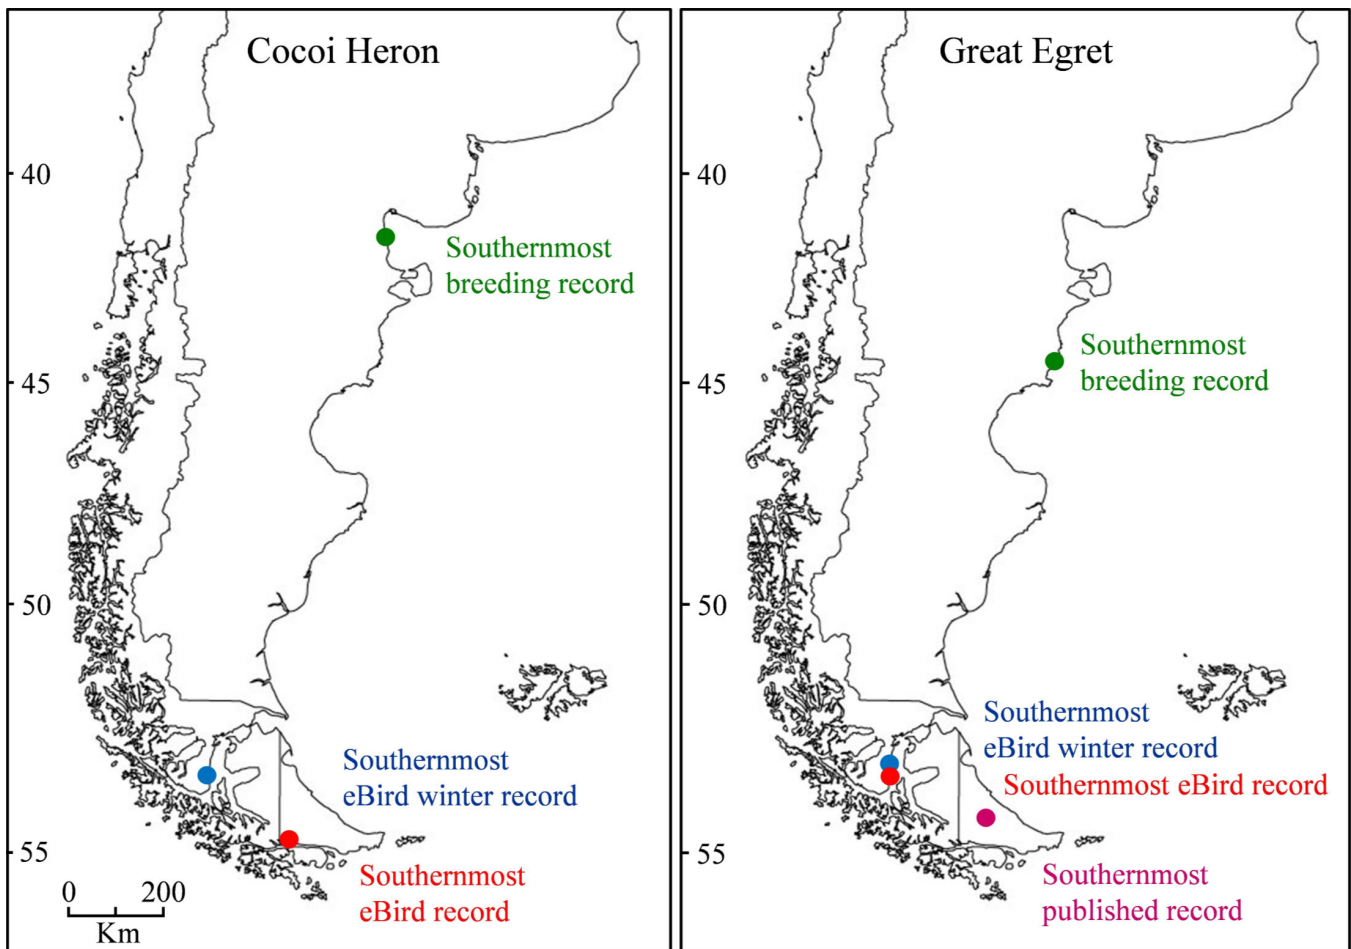 Cocoi Heron
40
Southernmost
breeding record
45
50
Southernmost
eBird winter record
55
Southernmost
eBird record
0 200
Km
Great Egret
40
Southernmost
breeding record
45
50
Southernmost
eBird winter record
Southernmost eBird record
55
Southernmost
published record